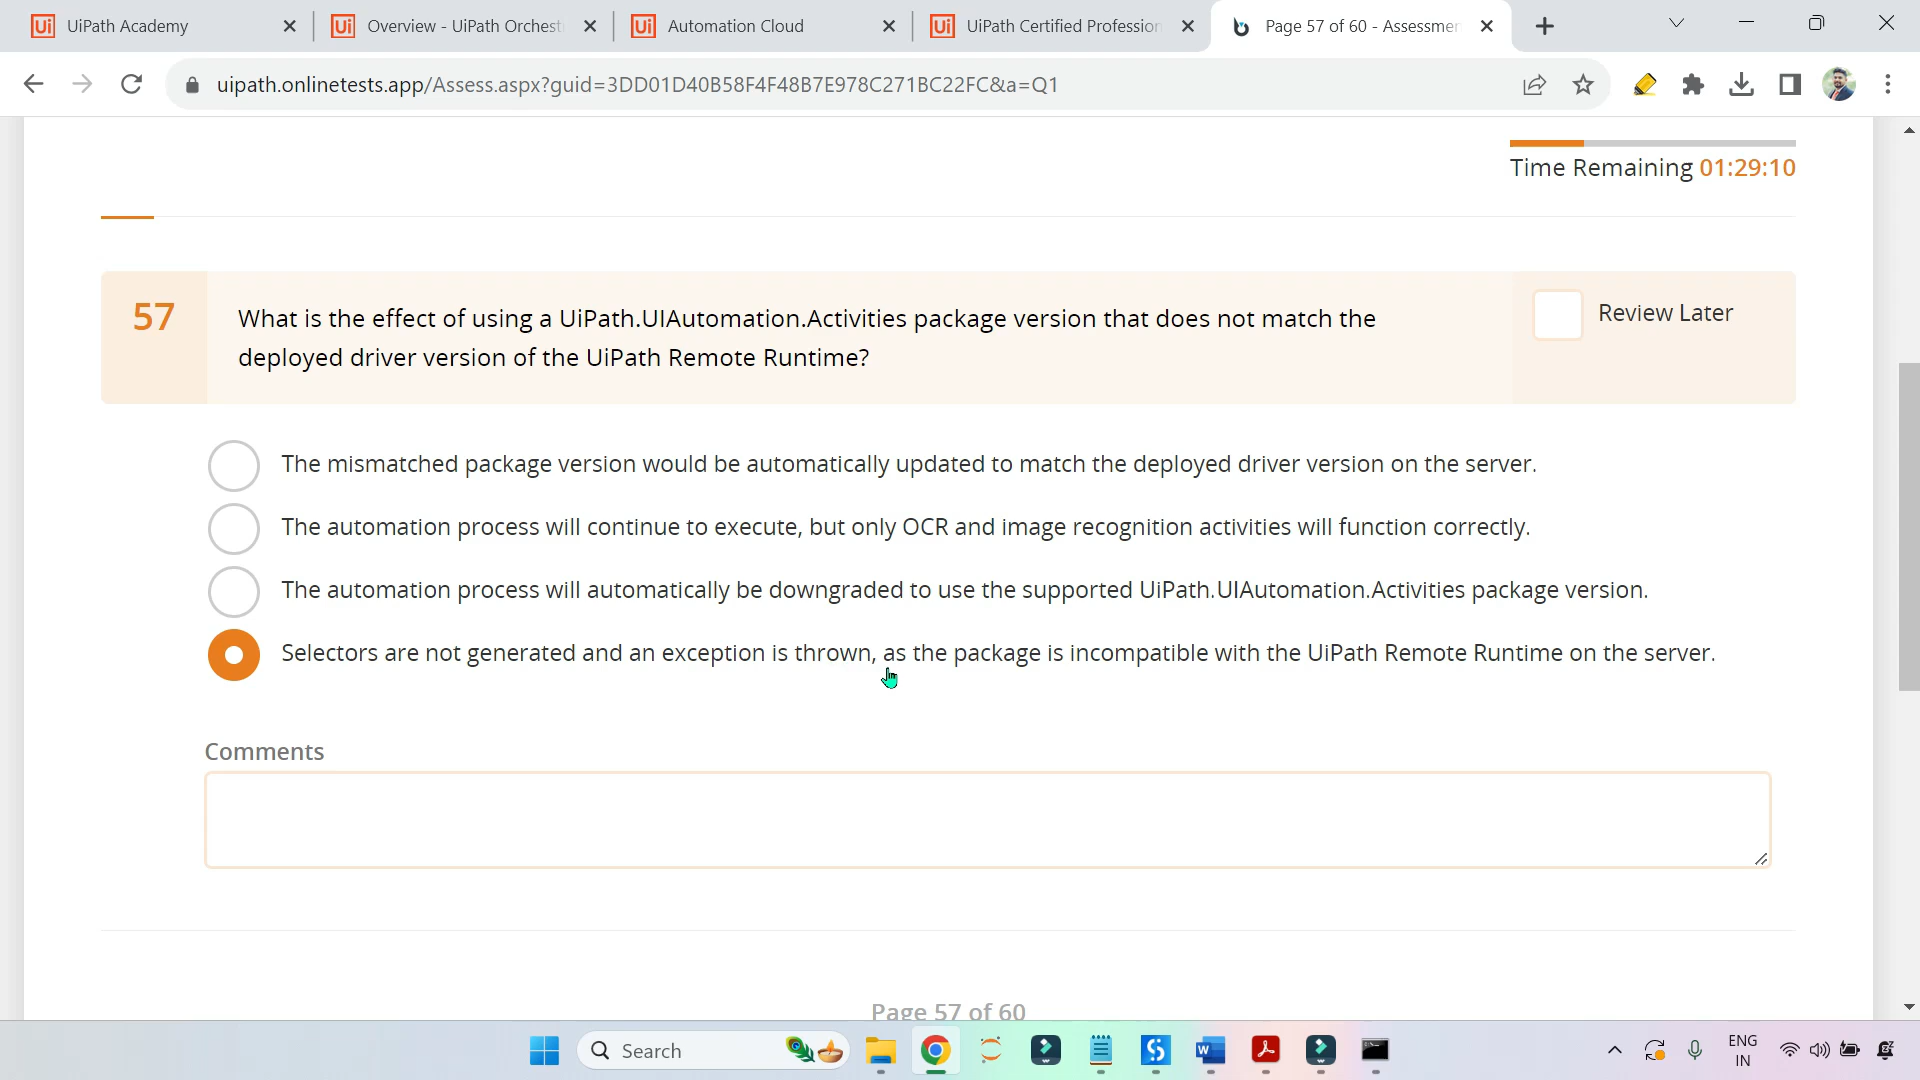 UiPath Academy
Overview - UiPath Orchest
Automation Cloud
UiPath Certified Profession
Page 57 of 60 - Assessmen
uipath.onlinetests.app/Assess.aspx?guid=3DD01D40B58F4F48B7E978C271BC22FC&a=Q1
Time Remaining 01:29:10
57
What is the effect of using a UiPath.UIAutomation.Activities package version that does not match the
deployed driver version of the UiPath Remote Runtime?
Review Later
The mismatched package version would be automatically updated to match the deployed driver version on the server.
The automation process will continue to execute, but only OCR and image recognition activities will function correctly.
The automation process will automatically be downgraded to use the supported UiPath.UIAutomation.Activities package version.
Selectors are not generated and an exception is thrown, as the package is incompatible with the UiPath Remote Runtime on the server.
Comments
Page 57 of 60
Search
ENG
IN